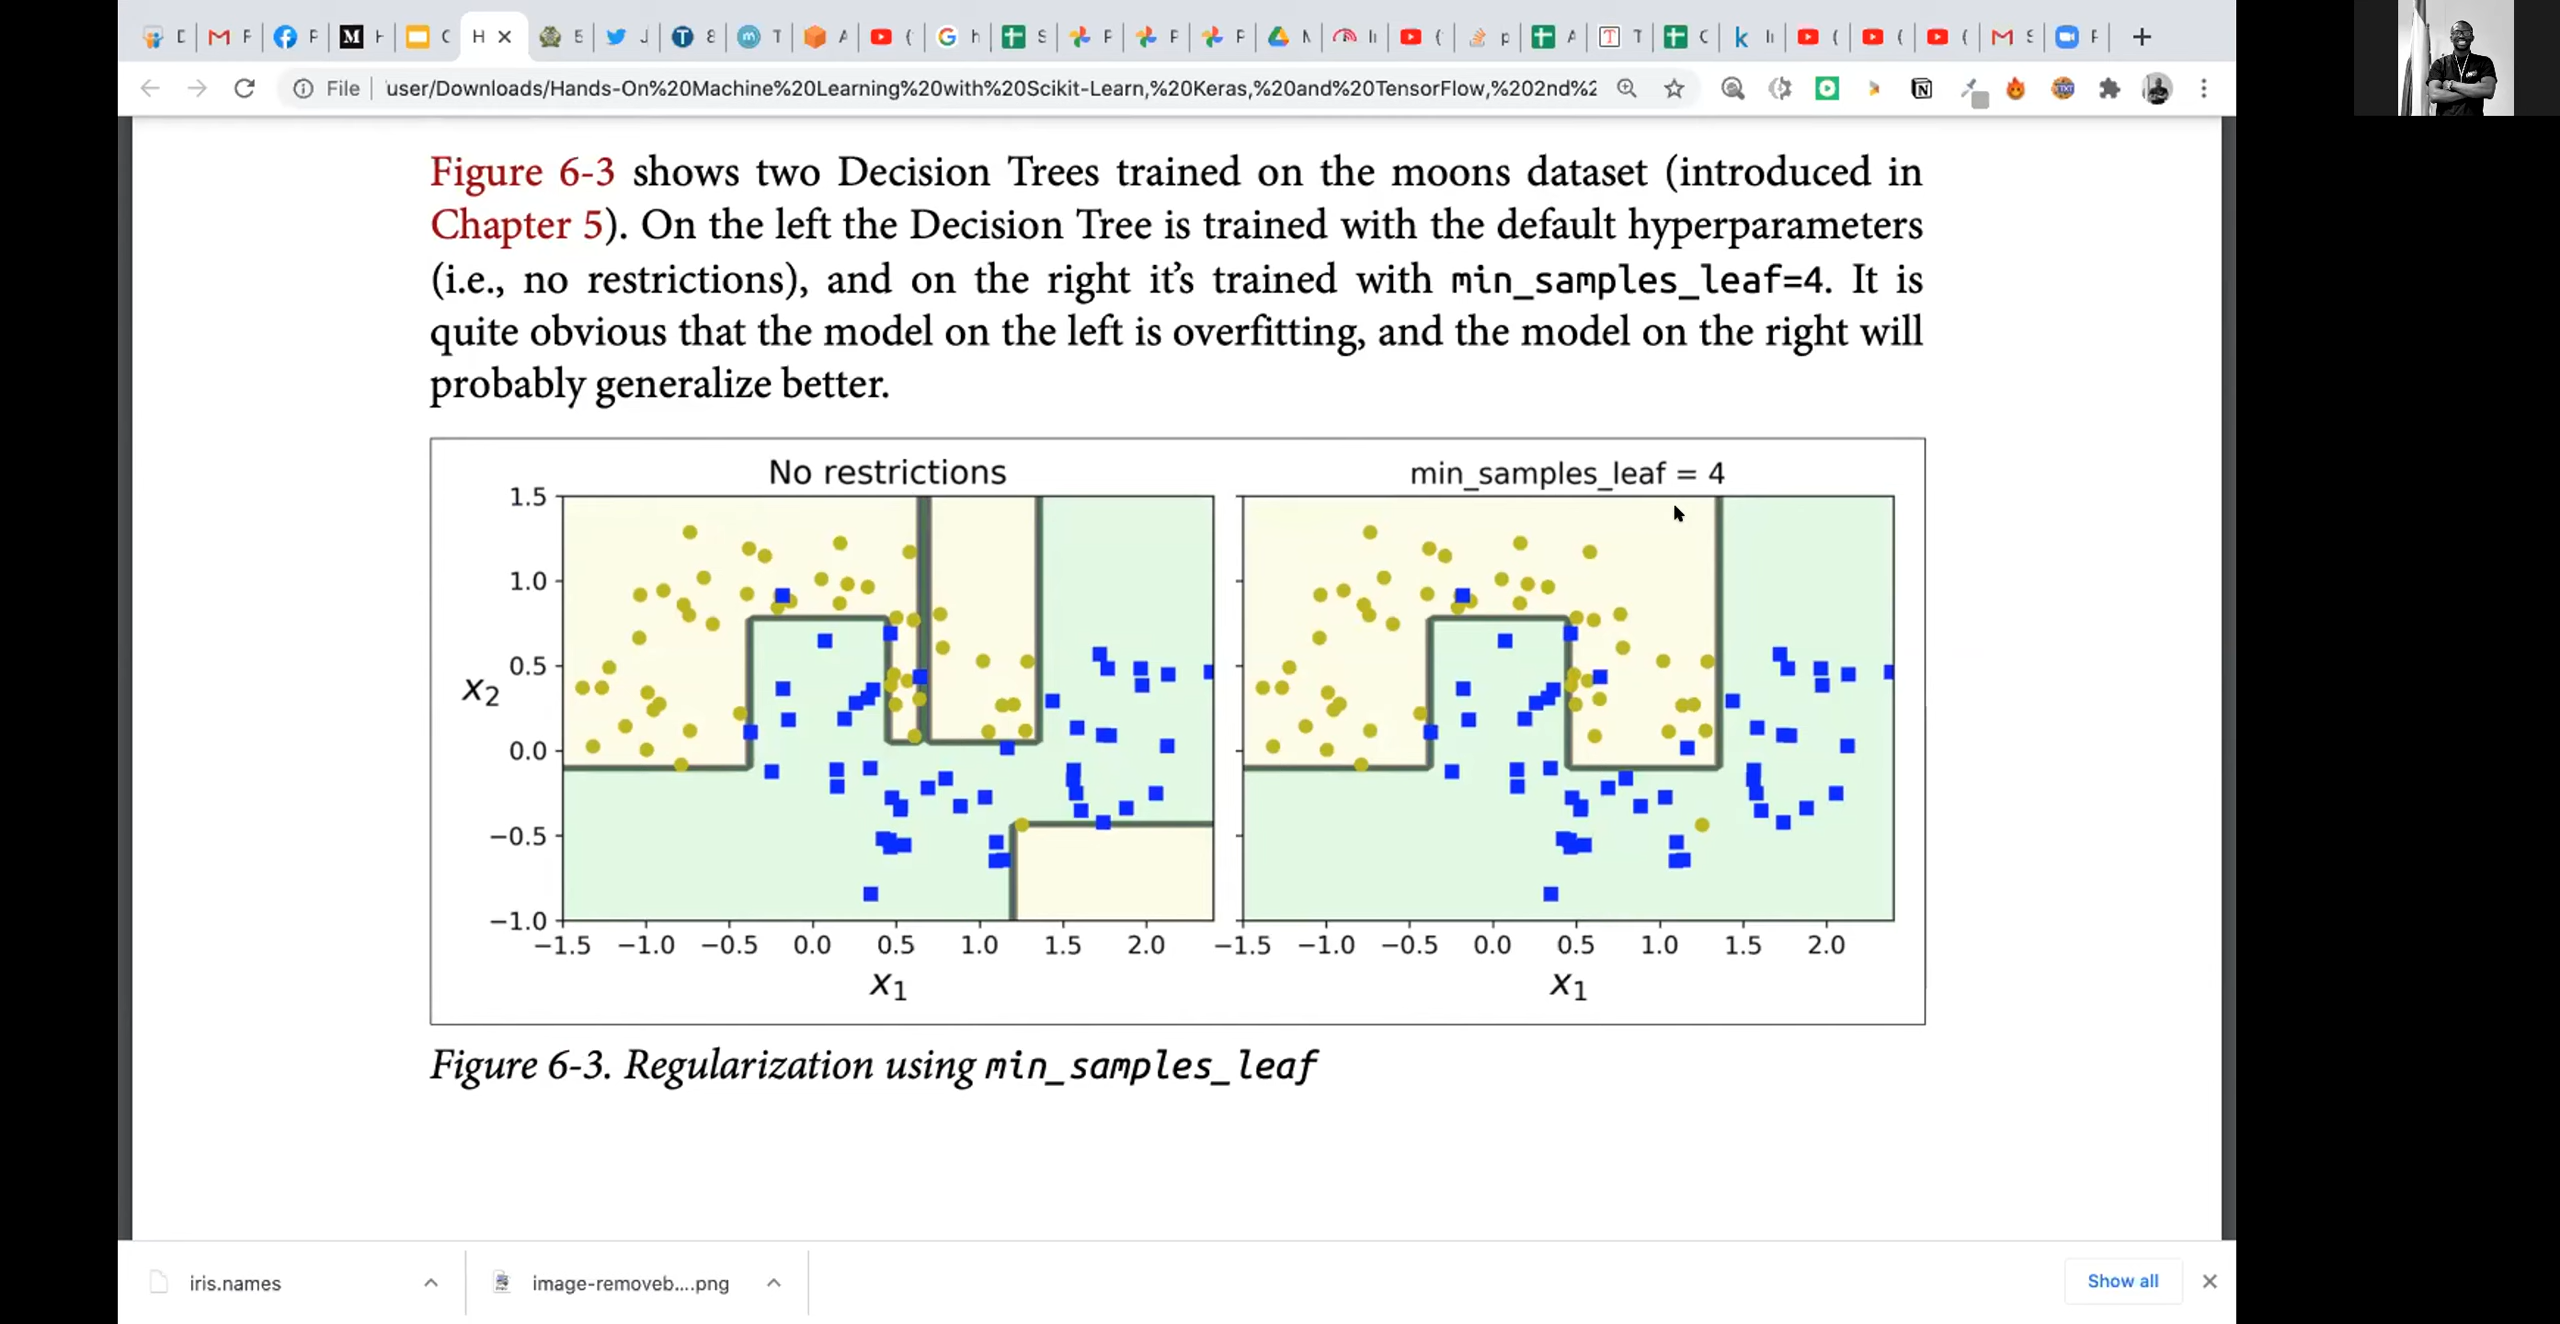 File
user/Downloads/Hands-On%20Machine%20Learning%20with%20Scikit-Learn,%20Keras,%20and%20TensorFlow,%202nd%2
Figure 6-3 shows two Decision Trees trained on the moons dataset (introduced in
Chapter 5). On the left the Decision Tree is trained with the default hyperparameters
(i.e., no restrictions), and on the right it’s trained with min_samples_leaf=4. It is
quite obvious that the model on the left is overfitting, and the model on the right will
probably generalize better.
No restrictions
min_samples_leaf = 4
1.5
1.0
0.5
0.0
−0.5
−1.0
x2
−1.5 −1.0 −0.5 0.0 0.5 1.0 1.5 2.0
−1.5 −1.0 −0.5 0.0 0.5 1.0 1.5 2.0
x1
x1
Figure 6-3. Regularization using min_samples_leaf
iris.names
image-removeb....png
Show all